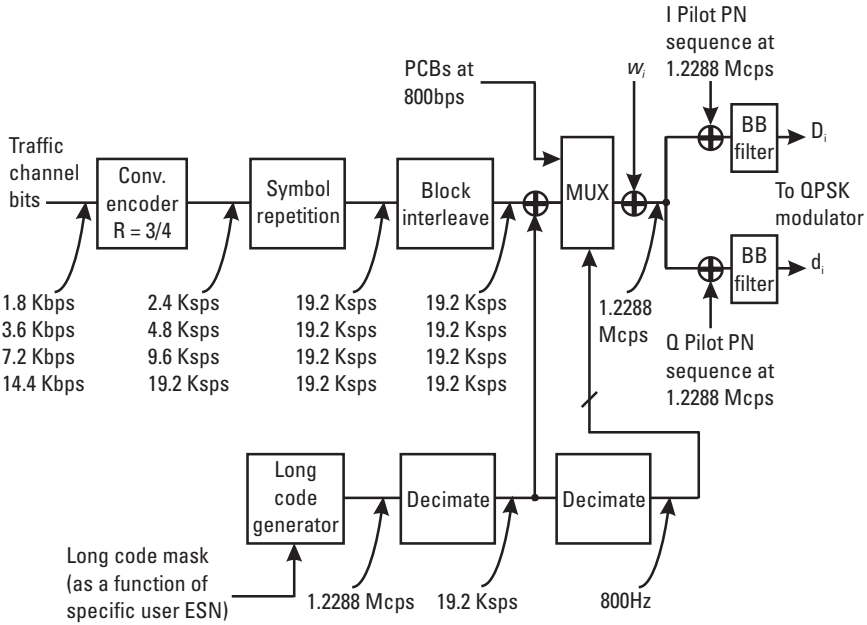 I Pilot PN
sequence at
1.2288 Mcps
PCBs at
800bps
w_i
Traffic
channel
bits
Conv.
encoder
R = 3/4
Symbol
repetition
Block
interleave
MUX
BB
filter
D_i
To QPSK
modulator
BB
filter
d_i
1.8 Kbps
3.6 Kbps
7.2 Kbps
14.4 Kbps
2.4 Ksps
4.8 Ksps
9.6 Ksps
19.2 Ksps
19.2 Ksps
19.2 Ksps
19.2 Ksps
19.2 Ksps
19.2 Ksps
19.2 Ksps
19.2 Ksps
19.2 Ksps
1.2288
Mcps
Q Pilot PN
sequence at
1.2288 Mcps
Long
code
generator
Decimate
Decimate
Long code mask
(as a function of
specific user ESN)
1.2288 Mcps
19.2 Ksps
800Hz